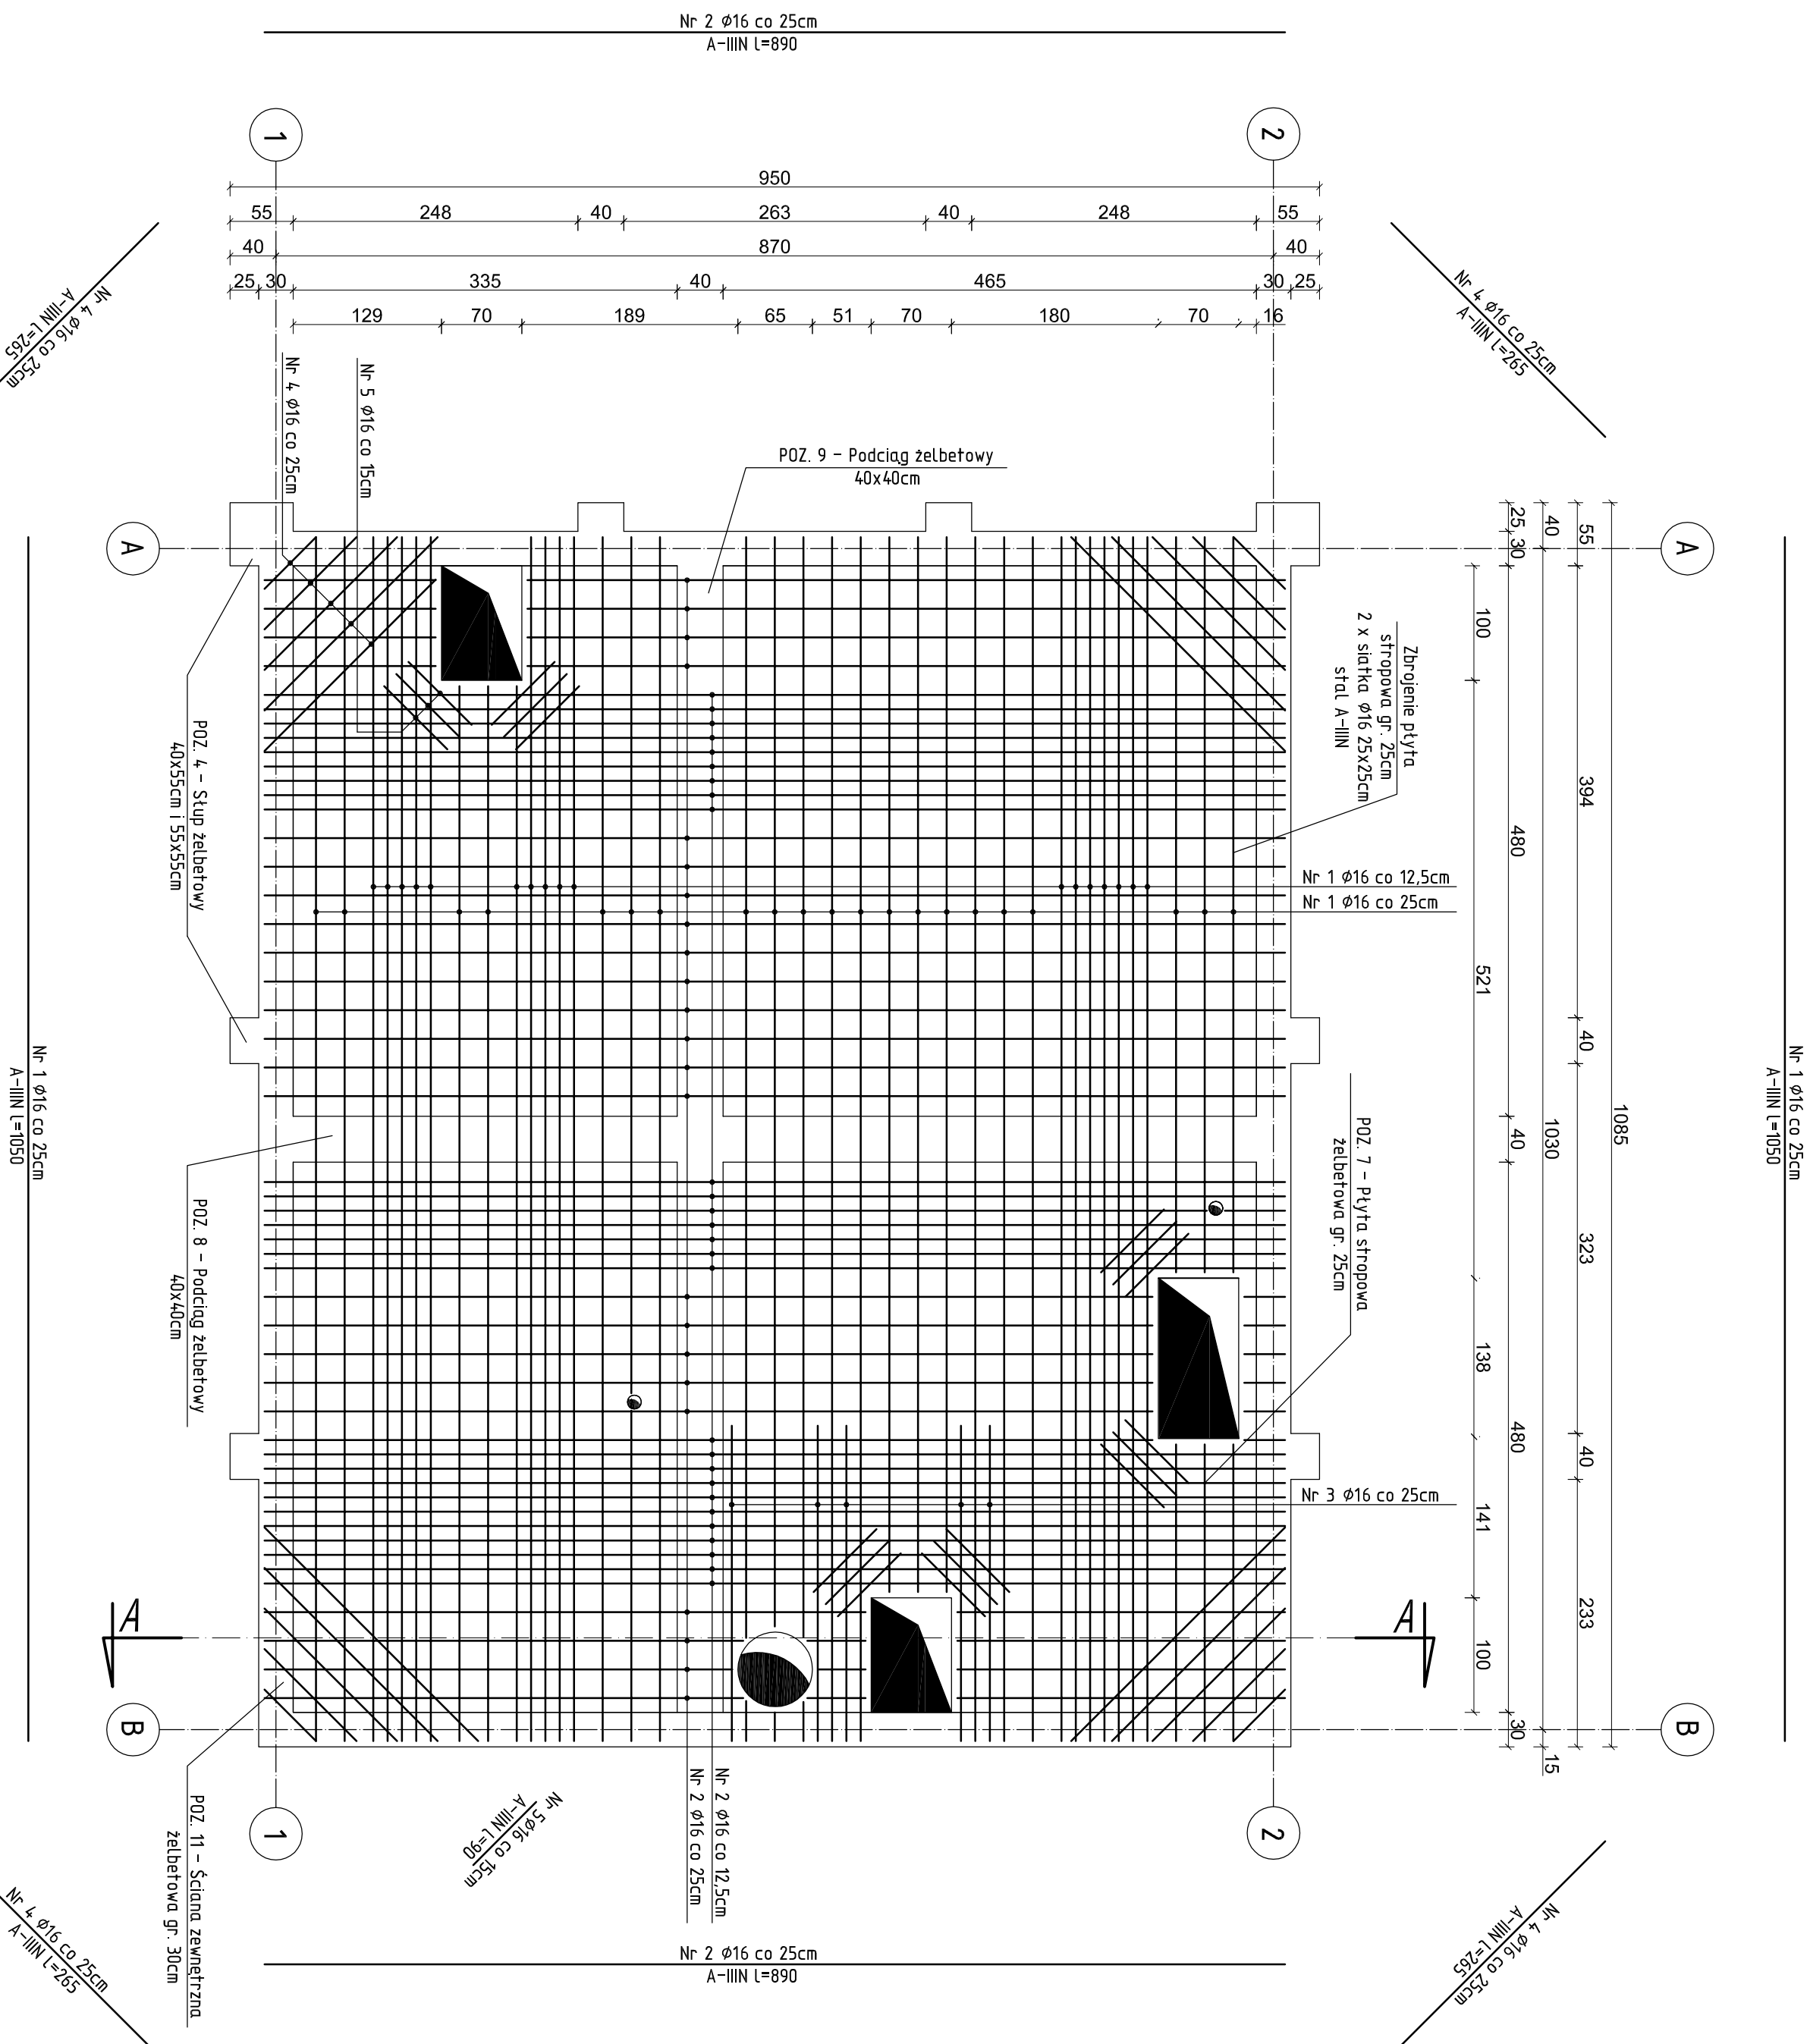 Nr 2 ø16 co 25cm
A-IIIN l=890
1
2
950
55
248
40
263
40
248
55
40
870
40
25
30
335
40
465
30
25
129
70
189
65
51
70
180
70
16
Nr 4 ø16 co 25cm
A-IIIN l=265
Nr 4 ø16 co 25cm
A-IIIN l=265
Nr 4 ø16 co 25cm
Nr 5 ø16 co 15cm
POZ. 9 - Podciąg żelbetowy
40x40cm
A
A
25
30
40
55
100
394
480
521
40
40
1030
1085
323
138
480
40
141
233
100
30
15
Zbrojenie płyta
stropowa gr. 25cm
2 x siatka ø16 25x25cm
stal A-IIIN
Nr 1 ø16 co 12,5cm
Nr 1 ø16 co 25cm
POZ. 4 - Słup żelbetowy
40x55cm i 55x55cm
Nr 1 ø16 co 25cm
A-IIIN l=1050
Nr 1 ø16 co 25cm
A-IIIN l=1050
POZ. 7 - Płyta stropowa
żelbetowa gr. 25cm
POZ. 8 - Podciąg żelbetowy
40x40cm
Nr 3 ø16 co 25cm
A
A
B
B
Nr 2 ø16 co 12,5cm
Nr 2 ø16 co 25cm
Nr 5ø16 co 15cm
A-IIIN l=90
POZ. 11 - Ściana zewnętrzna
żelbetowa gr. 30cm
1
2
Nr 4 ø16 co 25cm
A-IIIN l=265
Nr 4 ø16 co 25cm
A-IIIN l=265
Nr 2 ø16 co 25cm
A-IIIN l=890